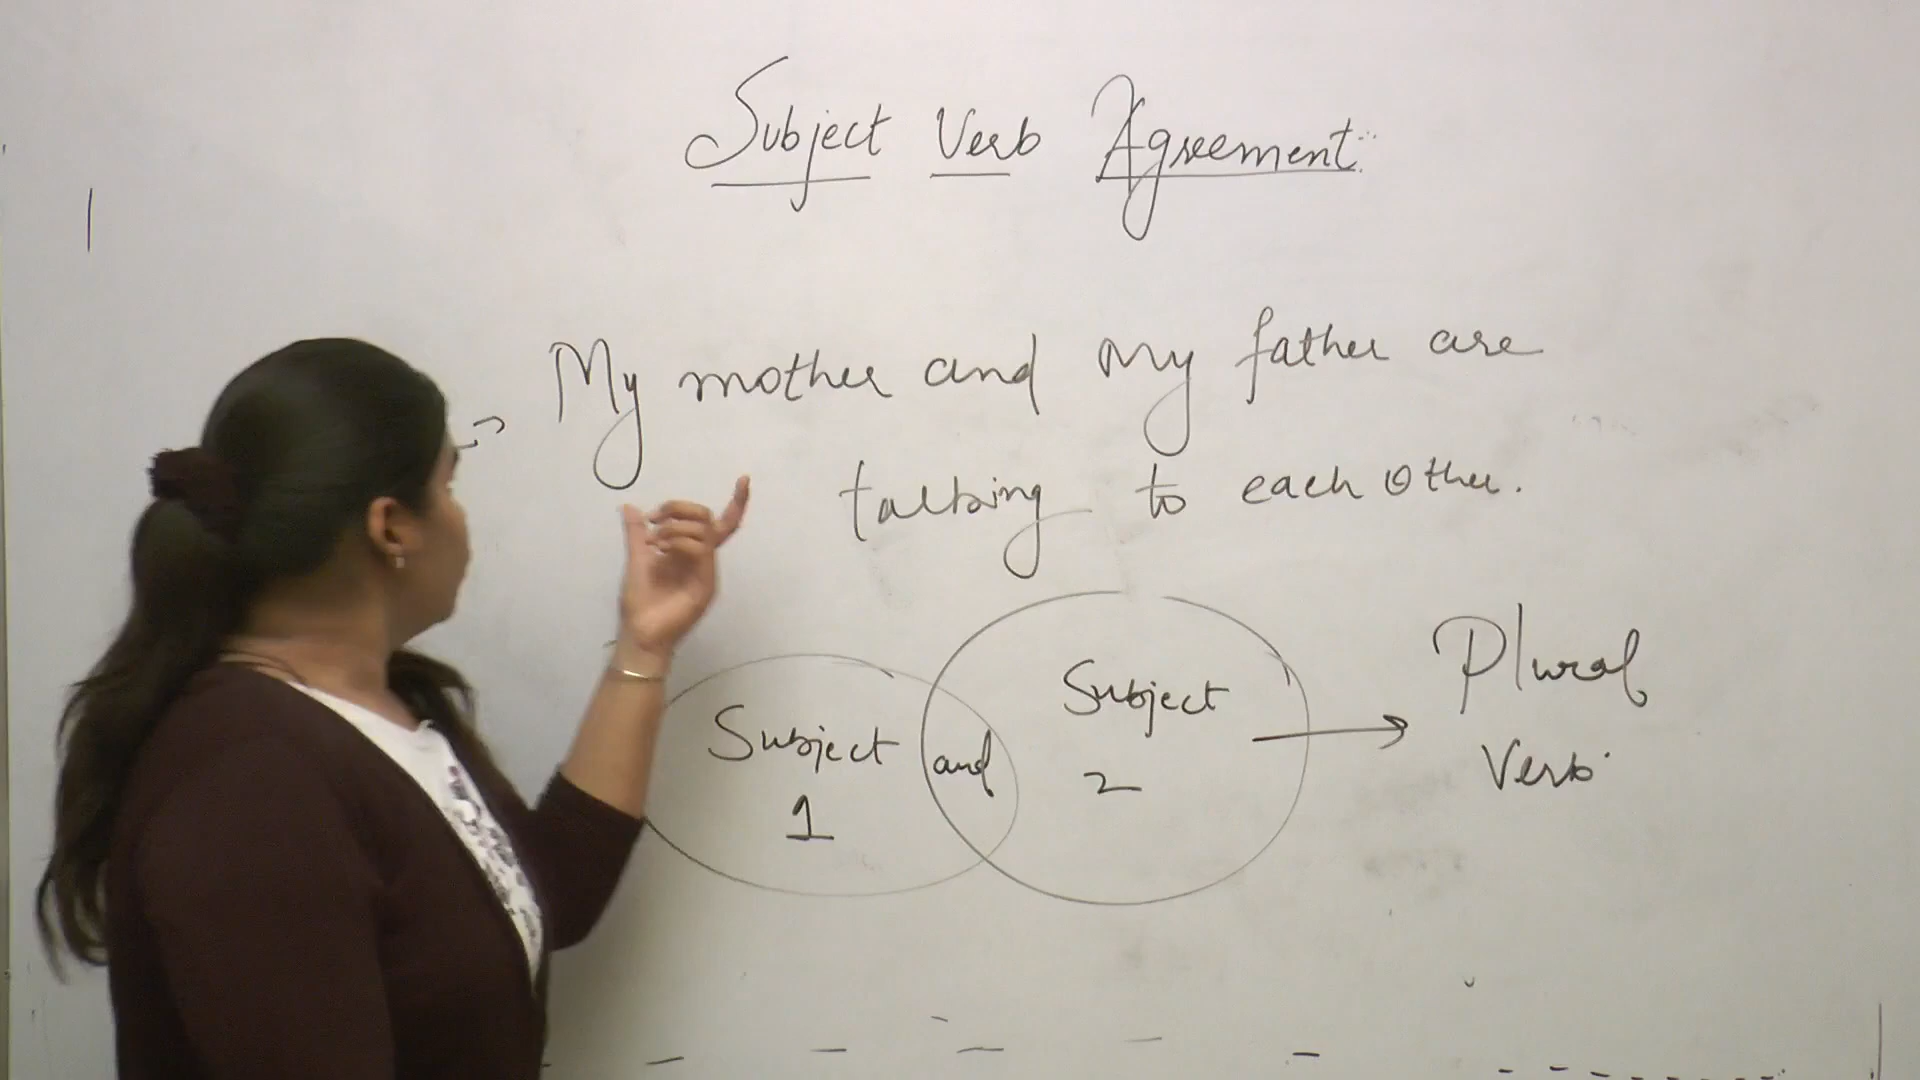 Subject Verb Agreement
My mother and my father are
talking to each other.
Subject
1
and
Subject
2
Plural
Verb